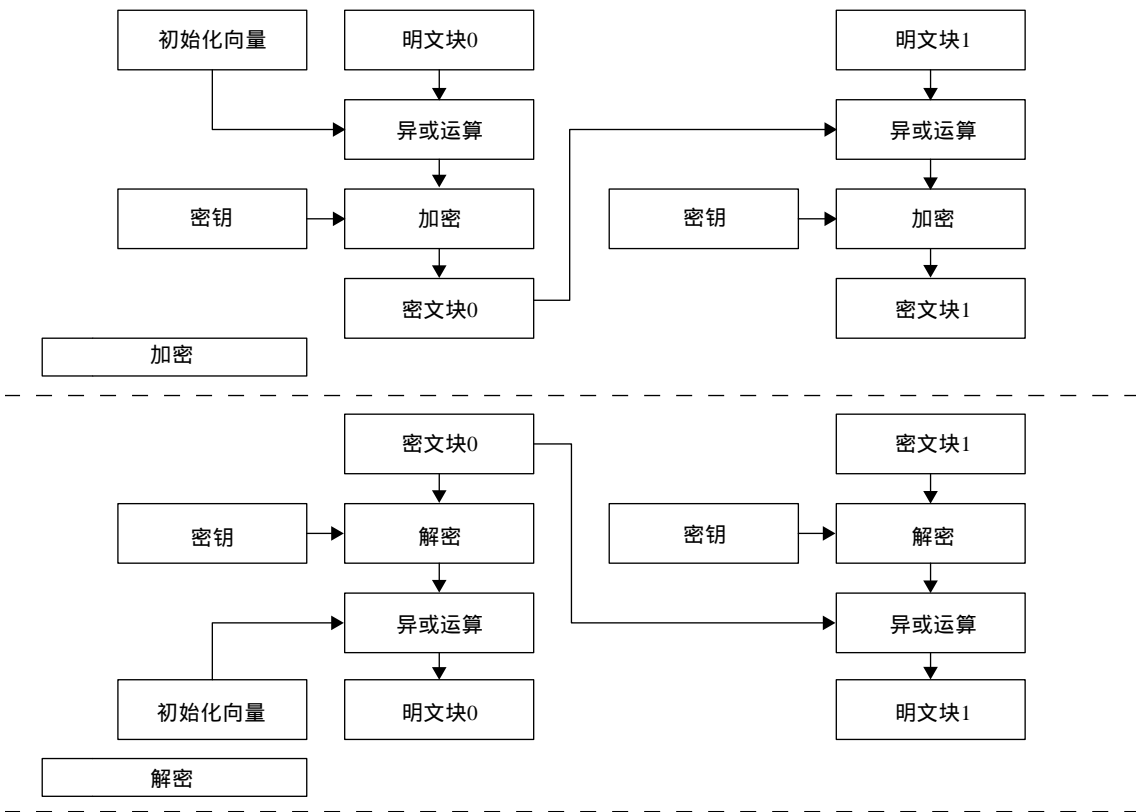 初始化向量
明文块0
明文块1
异或运算
异或运算
密钥
加密
密钥
加密
密文块0
密文块1
加密
密文块0
密文块1
密钥
解密
密钥
解密
异或运算
异或运算
初始化向量
明文块0
明文块1
解密